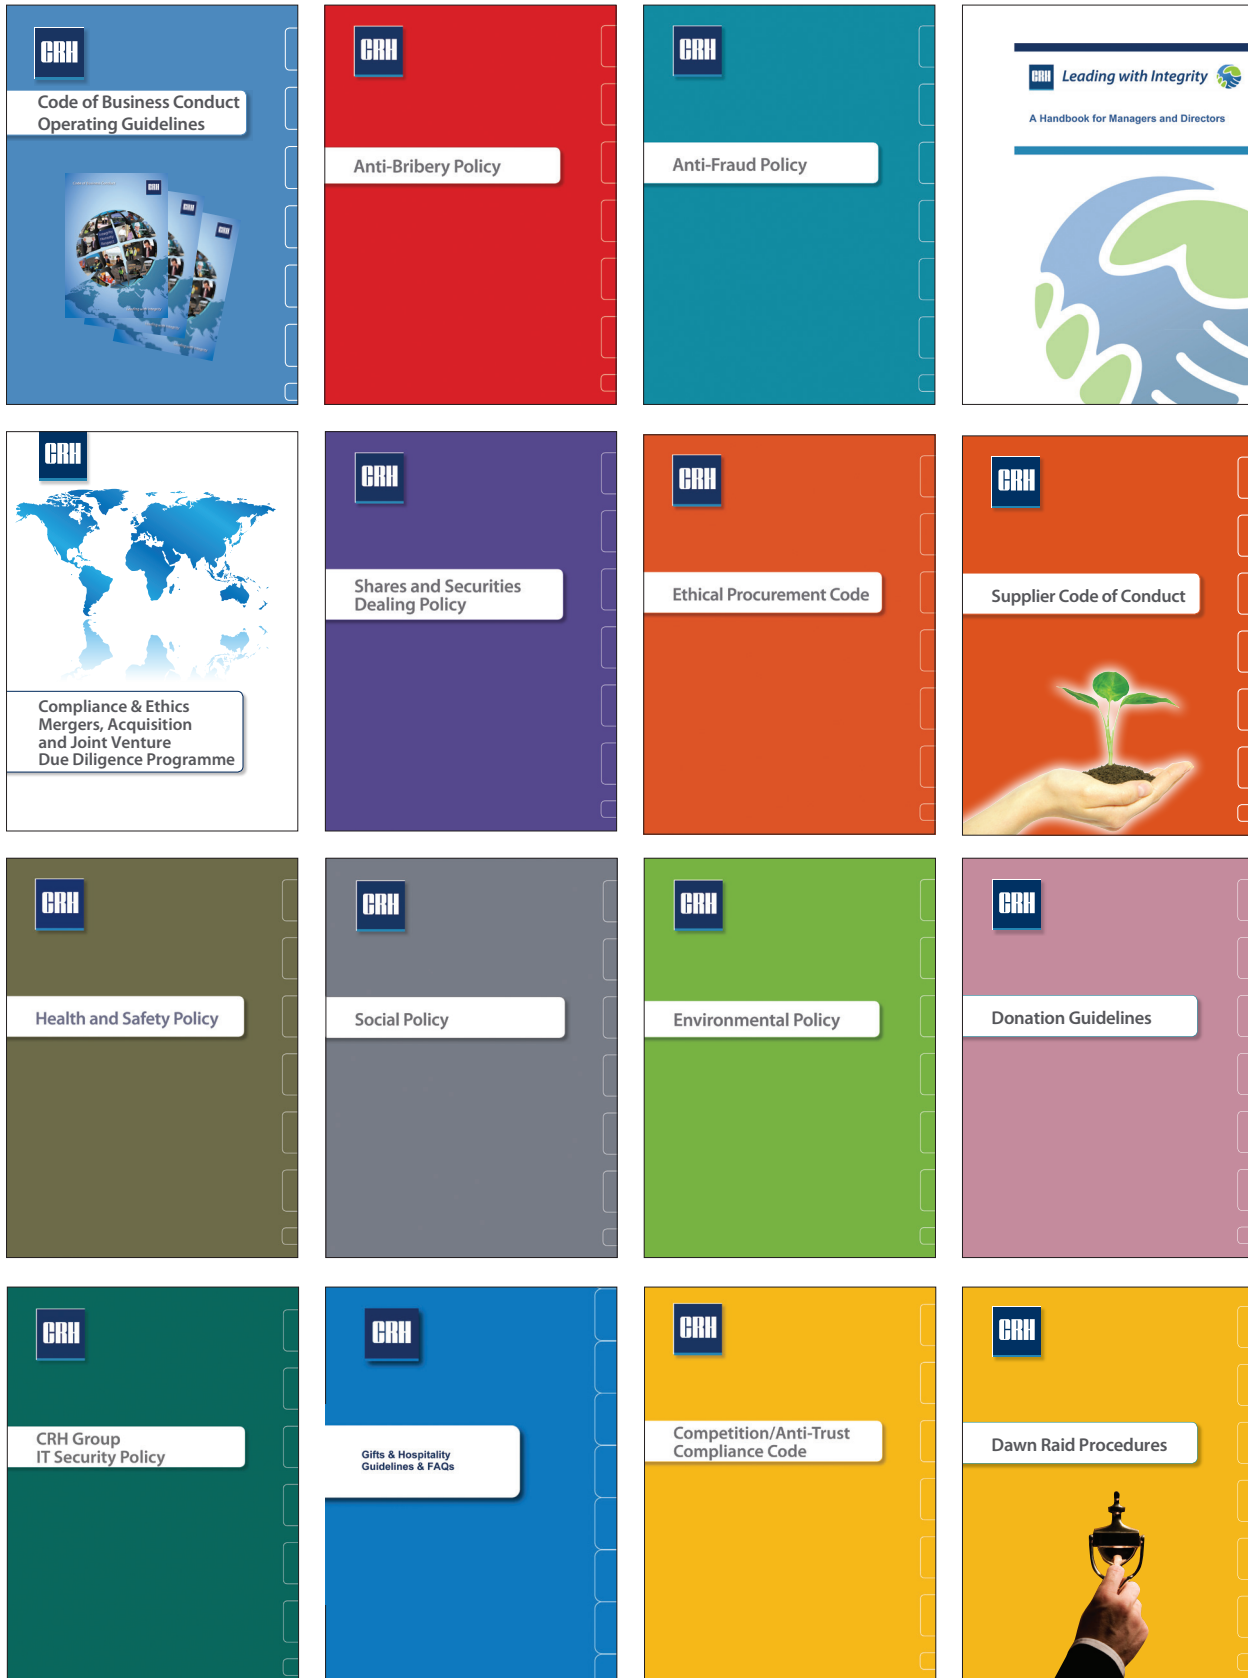 CRH
Code of Business Conduct
Operating Guidelines
CRH
Anti-Bribery Policy
CRH
Anti-Fraud Policy
CRH Leading with Integrity
A Handbook for Managers and Directors
CRH
Compliance & Ethics
Mergers, Acquisition
and Joint Venture
Due Diligence Programme
CRH
Shares and Securities
Dealing Policy
CRH
Ethical Procurement Code
CRH
Supplier Code of Conduct
CRH
Health and Safety Policy
CRH
Social Policy
CRH
Environmental Policy
CRH
Donation Guidelines
CRH
CRH Group
IT Security Policy
CRH
Gifts & Hospitality
Guidelines & FAQs
CRH
Competition/Anti-Trust
Compliance Code
CRH
Dawn Raid Procedures